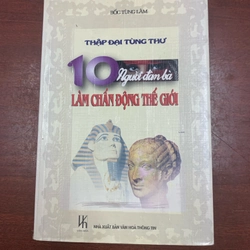 THẬP ĐẠI TÙNG THƯ
10 Người đàn bà
LÀM CHẤN ĐỘNG THẾ GIỚI
NHÀ XUẤT BẢN VĂN HOÁ THÔNG TIN